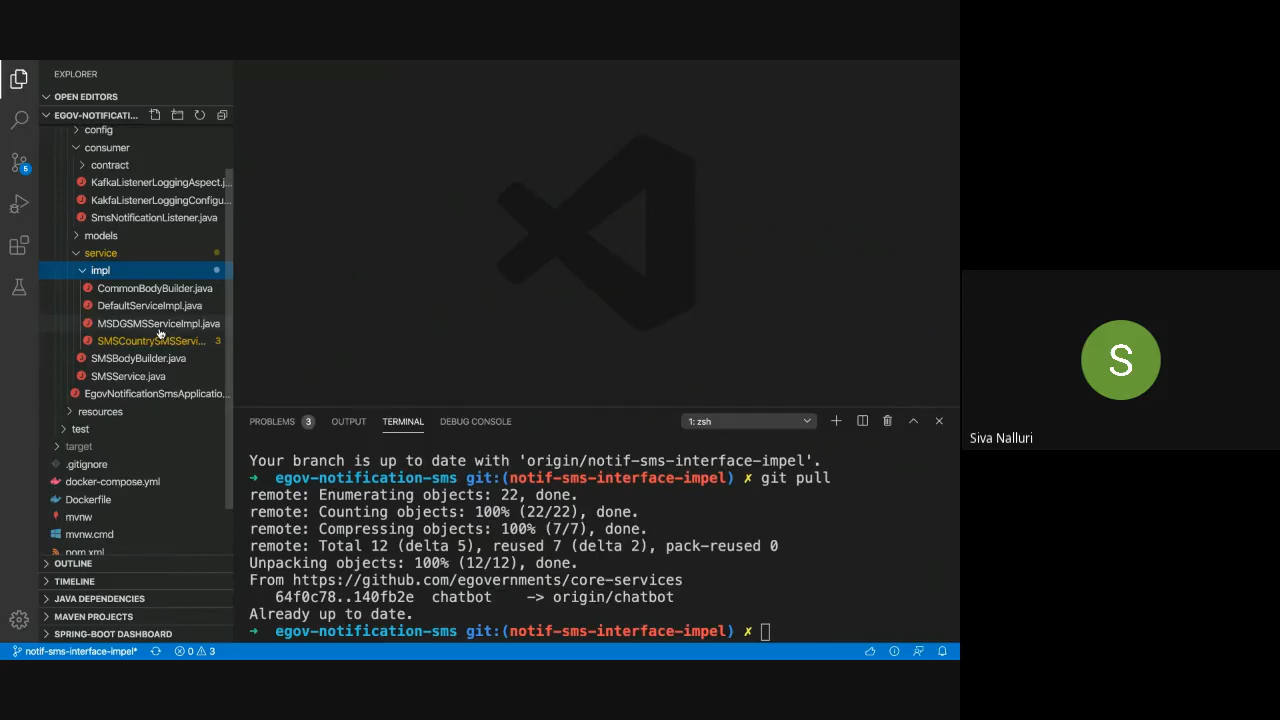 EXPLORER
OPEN EDITORS
EGOV-NOTIFICATI...
config
consumer
contract
KafkaListenerLoggingAspect.j...
KakfaListenerLoggingConfigu...
SmsNotificationListener.java
models
service
impl
CommonBodyBuilder.java
DefaultServiceImpl.java
MSDGSMSServiceImpl.java
SMSCountrySMSServi... 3
SMSBodyBuilder.java
SMSService.java
EgovNotificationSmsApplicatio...
resources
test
target
.gitignore
docker-compose.yml
Dockerfile
mvnw
mvnw.cmd
pom.xml
OUTLINE
TIMELINE
JAVA DEPENDENCIES
MAVEN PROJECTS
SPRING-BOOT DASHBOARD
5
PROBLEMS 3 OUTPUT TERMINAL DEBUG CONSOLE 1: zsh
Your branch is up to date with 'origin/notif-sms-interface-impel'.
→ egov-notification-sms git:(notif-sms-interface-impel) ✗ git pull
remote: Enumerating objects: 22, done.
remote: Counting objects: 100% (22/22), done.
remote: Compressing objects: 100% (7/7), done.
remote: Total 12 (delta 5), reused 7 (delta 2), pack-reused 0
Unpacking objects: 100% (12/12), done.
From https://github.com/egovernments/core-services
64f0c78..140fb2e chatbot -> origin/chatbot
Already up to date.
→ egov-notification-sms git:(notif-sms-interface-impel) ✗
notif-sms-interface-impel* 0 3
S
Siva Nalluri